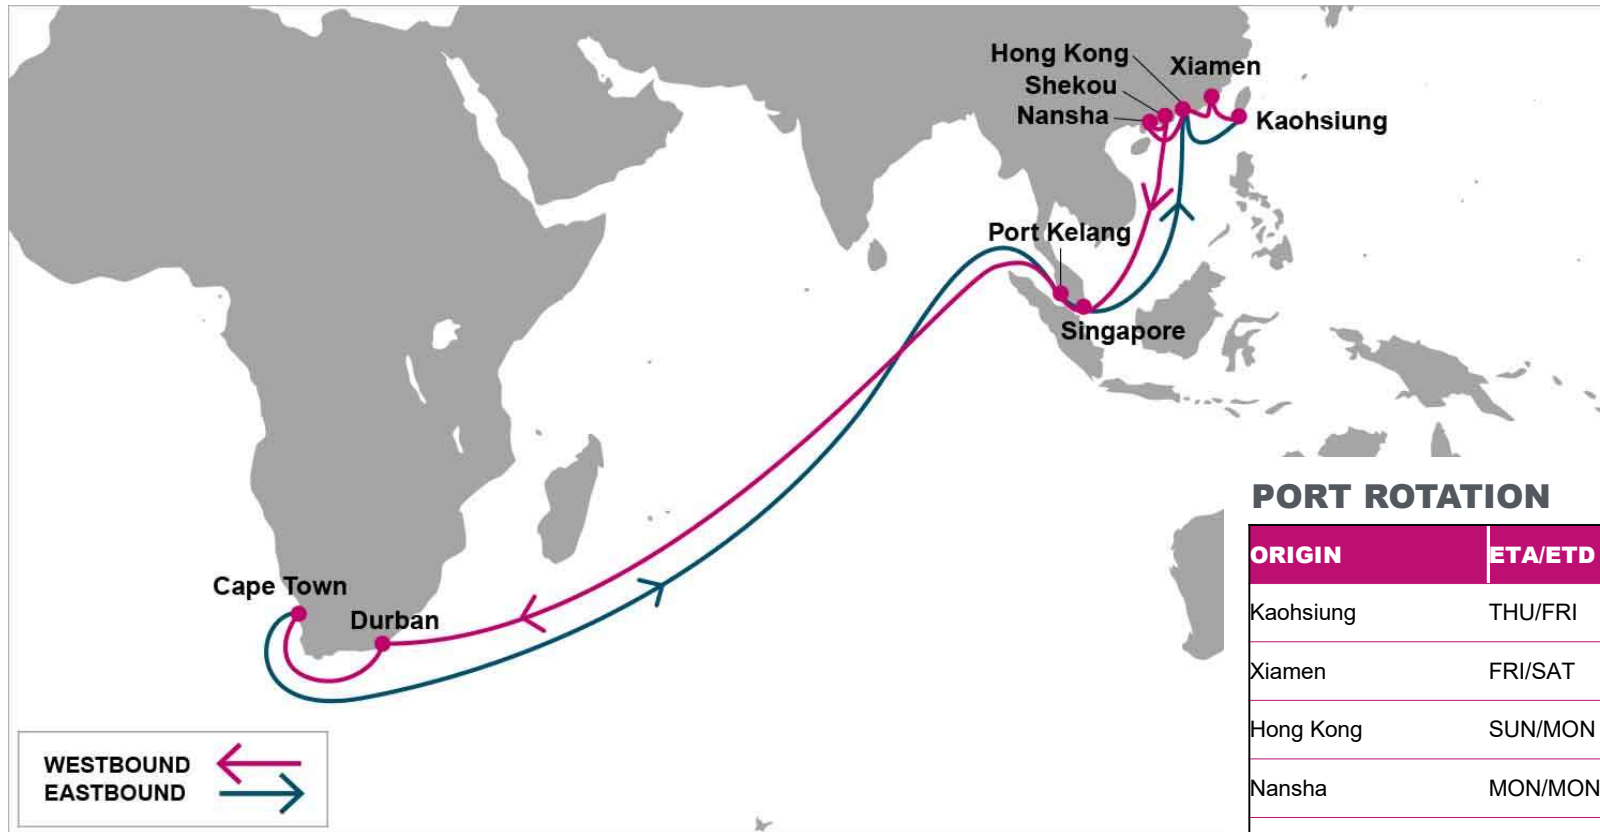 Hong Kong
Xiamen
Shekou
Nansha
Kaohsiung
Port Kelang
Singapore
Cape Town
Durban
WESTBOUND
EASTBOUND
PORT ROTATION
ORIGIN ETA/ETD
Kaohsiung THU/FRI
Xiamen FRI/SAT
Hong Kong SUN/MON
Nansha MON/MON